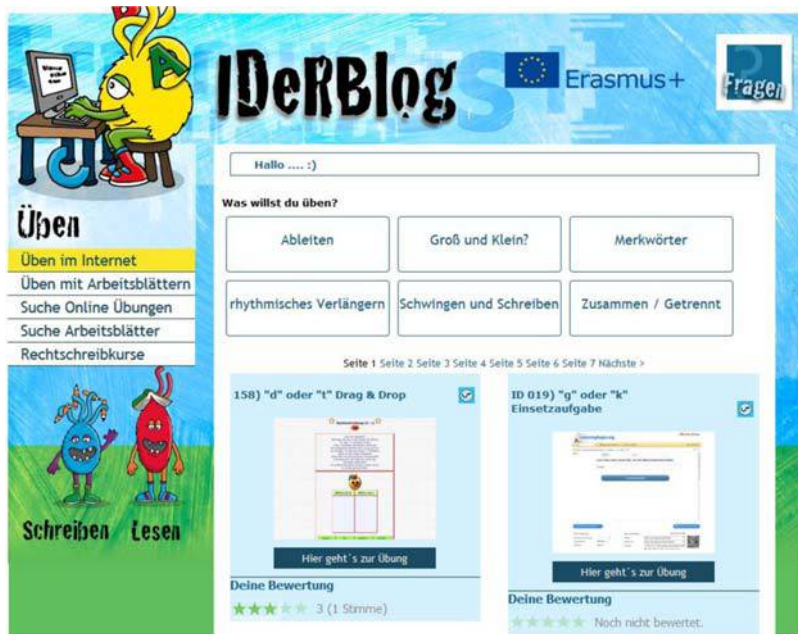 IDeRBlog
Erasmus+
Fragen
Hallo .... :)
Üben
Üben im Internet
Üben mit Arbeitsblättern
Suche Online Übungen
Suche Arbeitsblätter
Rechtschreibkurse
Schreiben
Lesen
Was willst du üben?
Ableiten
Groß und Klein?
Merkwörter
rhythmisches Verlängern
Schwingen und Schreiben
Zusammen / Getrennt
Seite 1 Seite 2 Seite 3 Seite 4 Seite 5 Seite 6 Seite 7 Nächste >
158) "d" oder "t" Drag & Drop
Hier geht´s zur Übung
Deine Bewertung
3 (1 Stimme)
ID 019) "g" oder "k"
Einsetzaufgabe
Hier geht´s zur Übung
Deine Bewertung
Noch nicht bewertet.